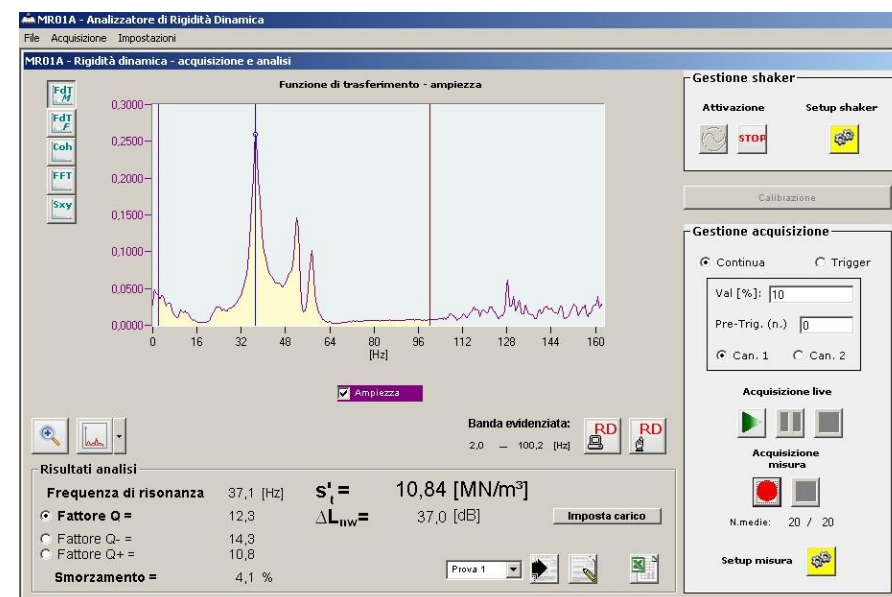 MR01A - Analizzatore di Rigidità Dinamica
File Acquisizione Impostazioni
MR01A - Rigidità dinamica - acquisizione e analisi
Funzione di trasferimento - ampiezza
FdT M
FdT F
Coh
FFT
Sxy
0,3000
0,2500
0,2000
0,1500
0,1000
0,0500
0,0000
0 16 32 48 64 80 96 112 128 144 160
[Hz]
Ampiezza
Banda evidenziata:
2,0 — 100,2 [Hz]
RD RD
Risultati analisi
Frequenza di risonanza 37,1 [Hz]
Fattore Q = 12,3
Fattore Q- = 14,3
Fattore Q+ = 10,8
Smorzamento = 4,1 %
s't = 10,84 [MN/m³]
ΔLnw= 37,0 [dB]
Imposta carico
Prova 1
Gestione shaker
Attivazione Setup shaker
STOP
Calibrazione
Gestione acquisizione
Continua Trigger
Val [%]: 10
Pre-Trig. (n.) 0
Can. 1 Can. 2
Acquisizione live
Acquisizione
misura
N.medie: 20 / 20
Setup misura